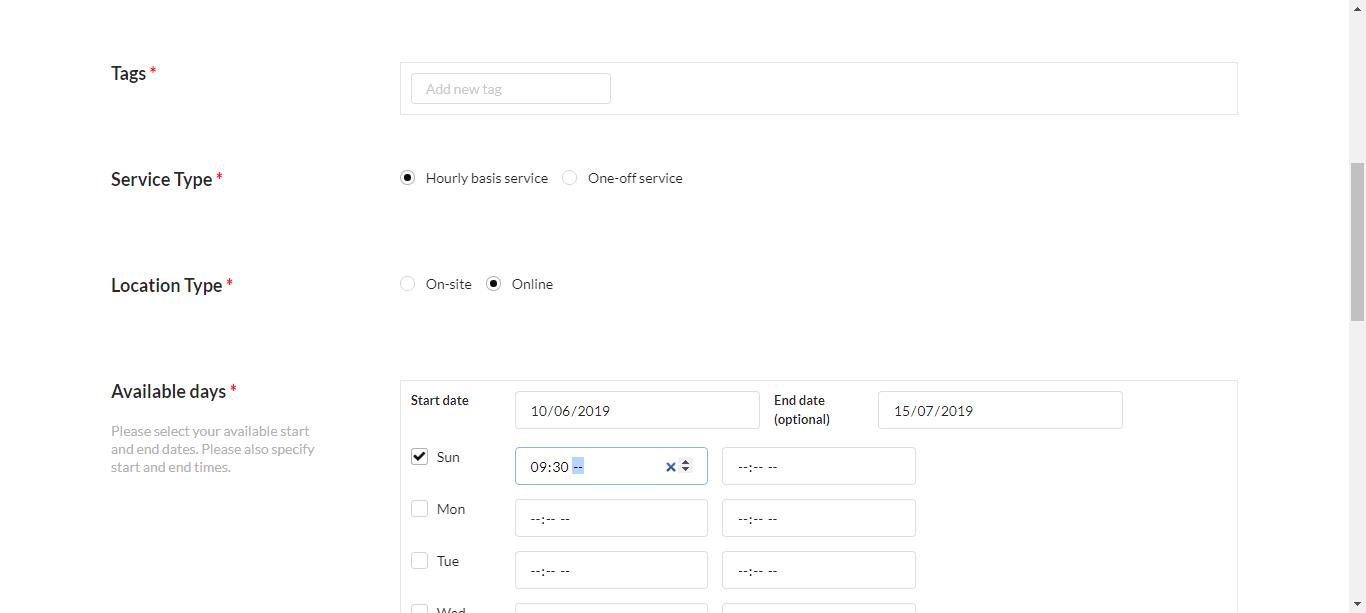 Tags *
Add new tag
Service Type *
Hourly basis service One-off service
Location Type *
On-site Online
Available days *
Please select your available start
and end dates. Please also specify
start and end times.
Start date 10/06/2019 End date
(optional) 15/07/2019
Sun 09:30 -- --:-- --
Mon --:-- -- --:-- --
Tue --:-- -- --:-- --
Wed